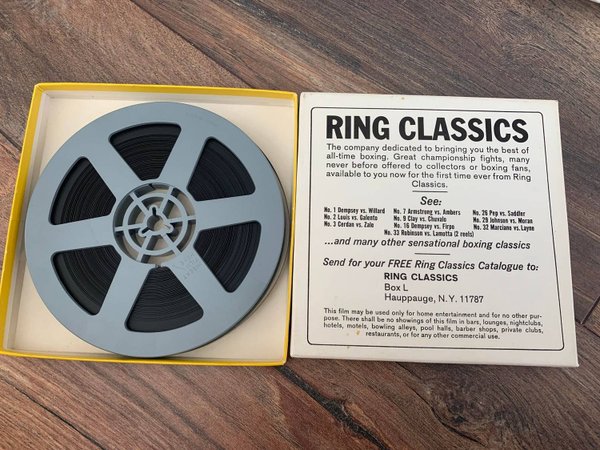 RING CLASSICS
The company dedicated to bringing you the best of
all-time boxing. Great championship fights, many
never before offered to collectors or boxing fans,
available to you now for the first time ever from Ring
Classics.
See:
No. 1 Dempsey vs. Willard No. 7 Armstrong vs. Ambers No. 26 Pep vs. Sadler
No. 2 Louis vs. Galento No. 9 Clay vs. Chuvalo No. 29 Johnson vs. Moran
No. 3 Cerdan vs. Zale No. 16 Dempsey vs. Firpo No. 32 Marciano vs. Layne
No. 33 Robinson vs. Lamotta (2 reels)
...and many other sensational boxing classics
Send for your FREE Ring Classics Catalogue to:
RING CLASSICS
Box L
Hauppauge, N.Y. 11787
This film may be used only for home entertainment and for no other pur-
pose. There shall be no showings of this film in bars, lounges, nightclubs,
hotels, motels, bowling alleys, pool halls, barber shops, private clubs,
restaurants, or for any other commercial use.